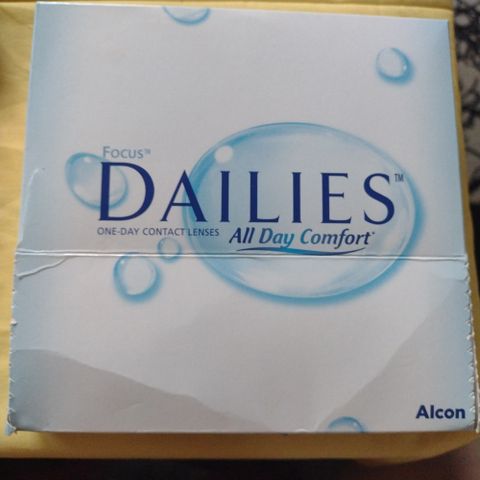 Focus™
DAILIES™
ONE-DAY CONTACT LENSES All Day Comfort*
Alcon